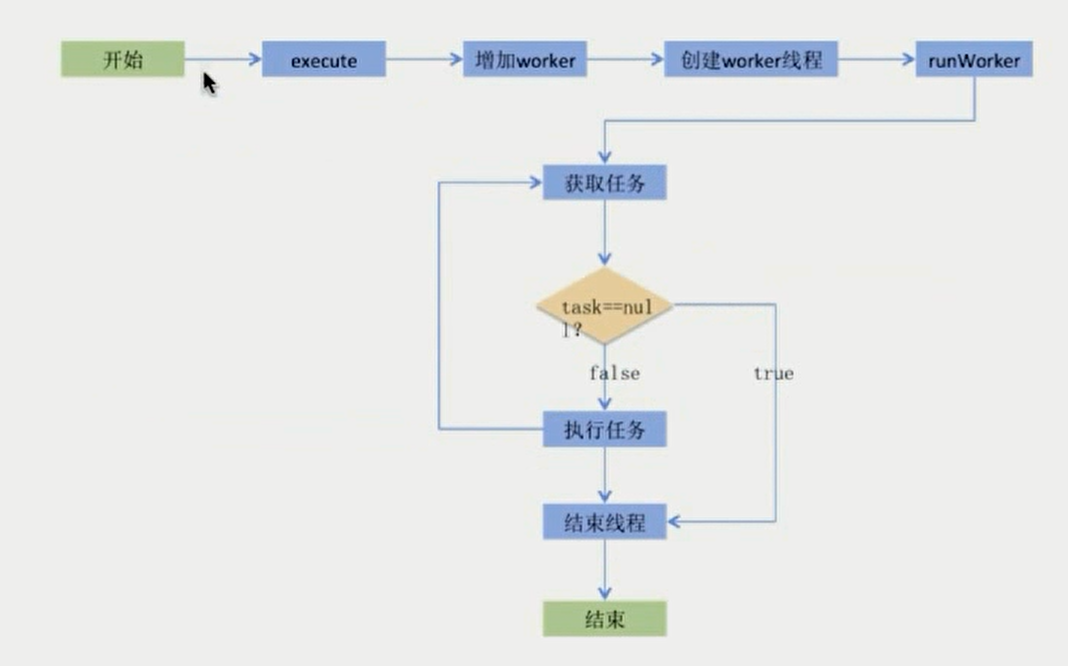 开始
execute
增加worker
创建worker线程
runWorker
获取任务
task==nul
l?
false
true
执行任务
结束线程
结束